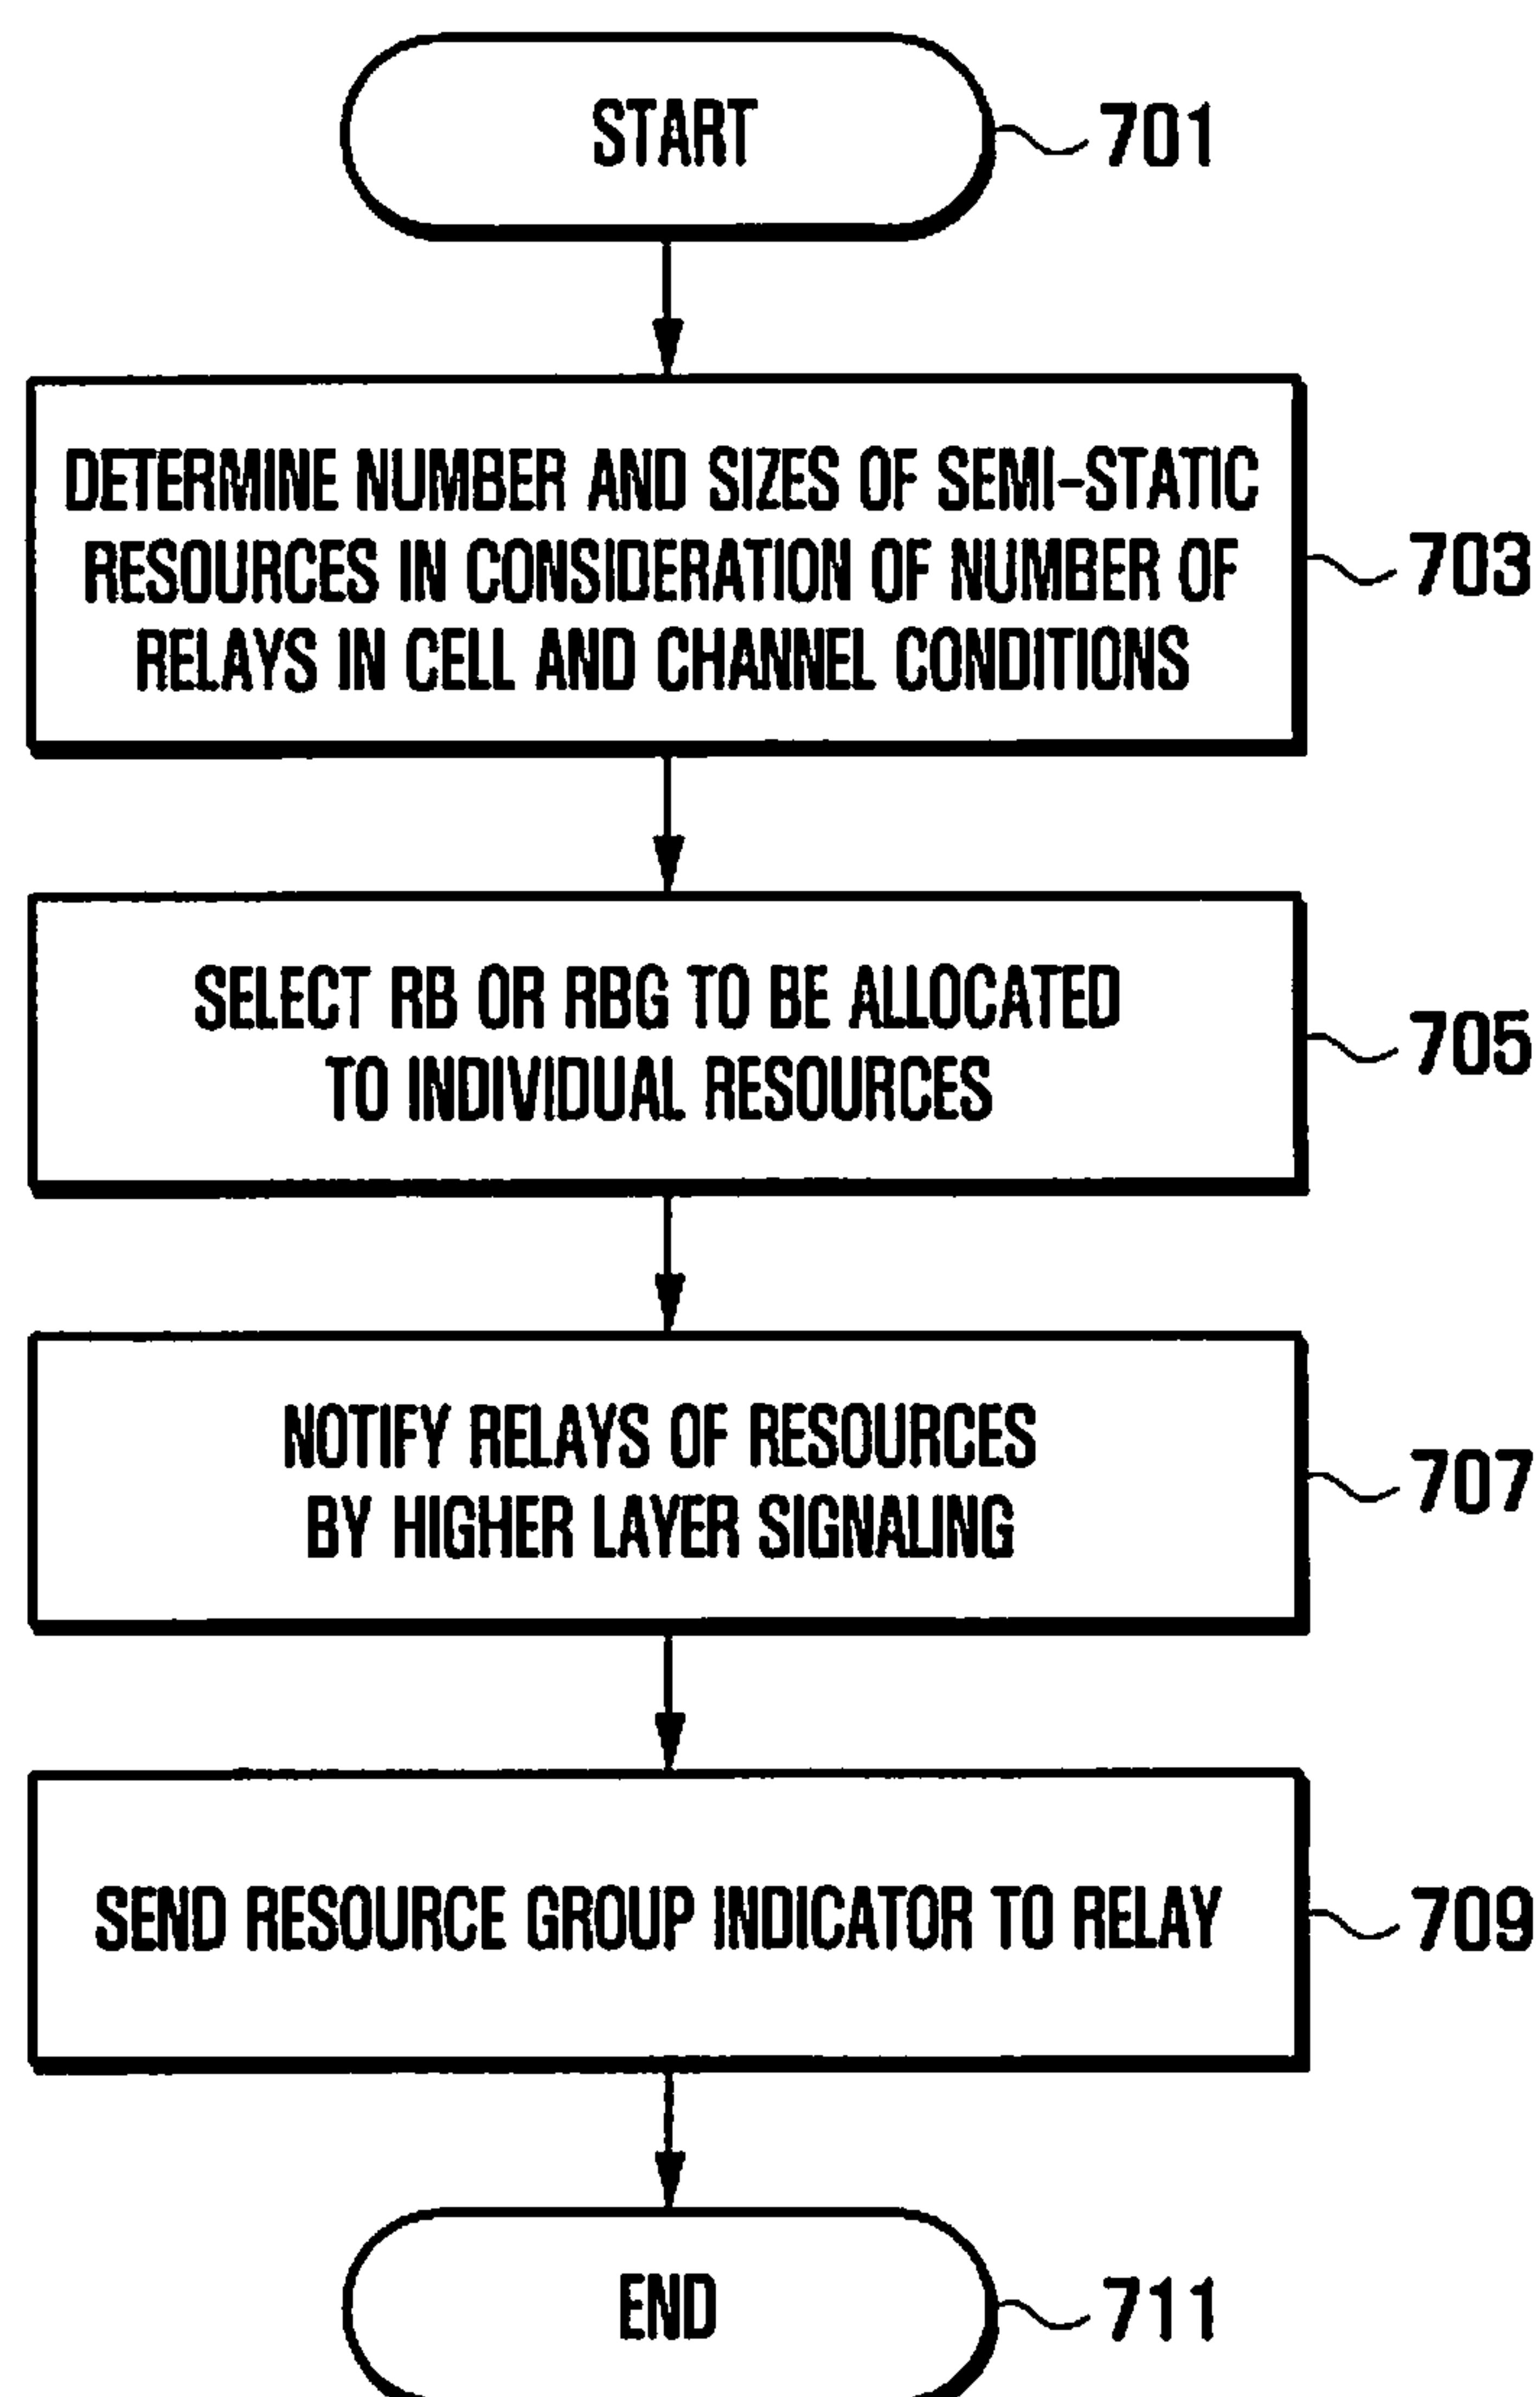 START
701
DETERMINE NUMBER AND SIZES OF SEMI-STATIC
RESOURCES IN CONSIDERATION OF NUMBER OF
RELAYS IN CELL AND CHANNEL CONDITIONS
703
SELECT RB OR RBG TO BE ALLOCATED
TO INDIVIDUAL RESOURCES
705
NOTIFY RELAYS OF RESOURCES
BY HIGHER LAYER SIGNALING
707
SEND RESOURCE GROUP INDICATOR TO RELAY
709
END
711